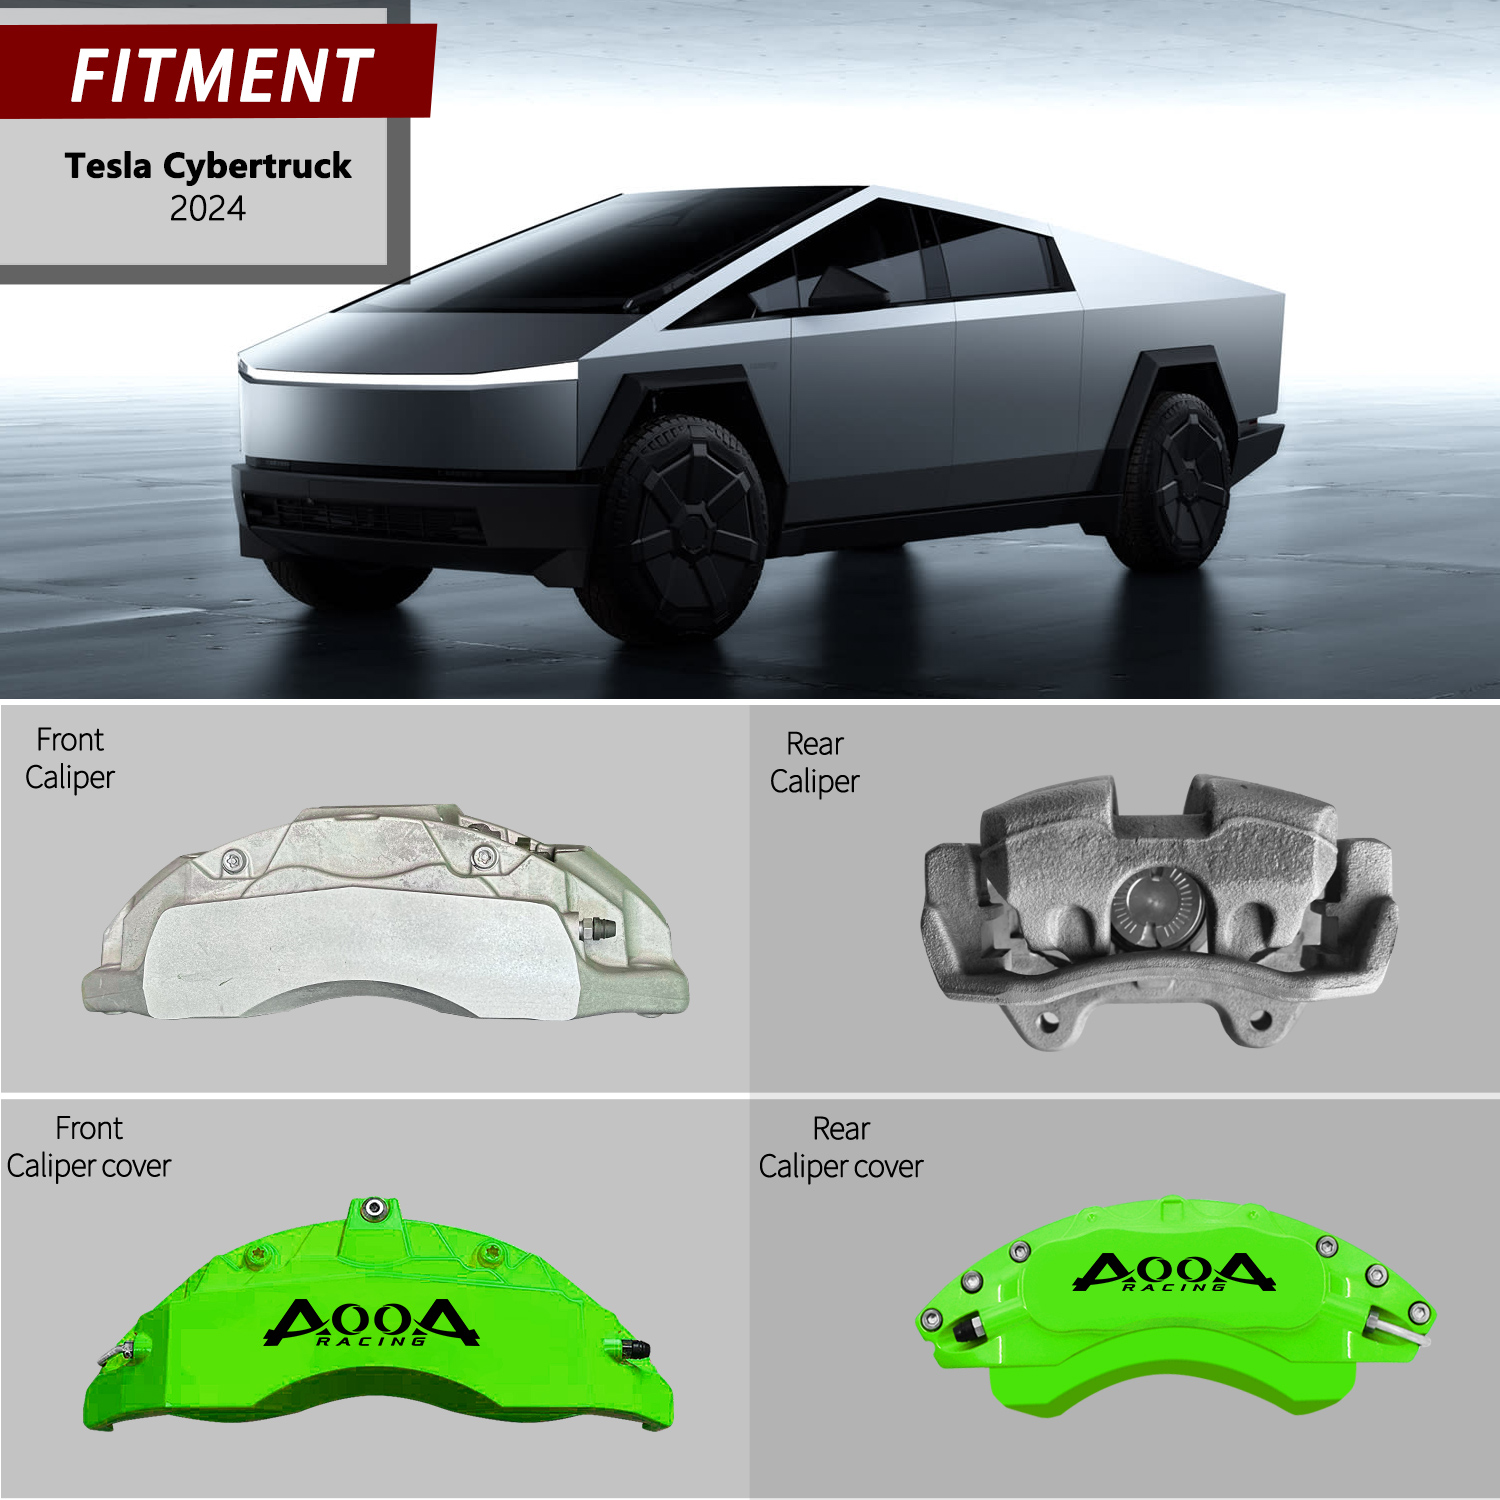 FITMENT
Tesla Cybertruck
2024
Front
Caliper
Rear
Caliper
Front
Caliper cover
Rear
Caliper cover
AOOA
RACING
AOOA
RACING